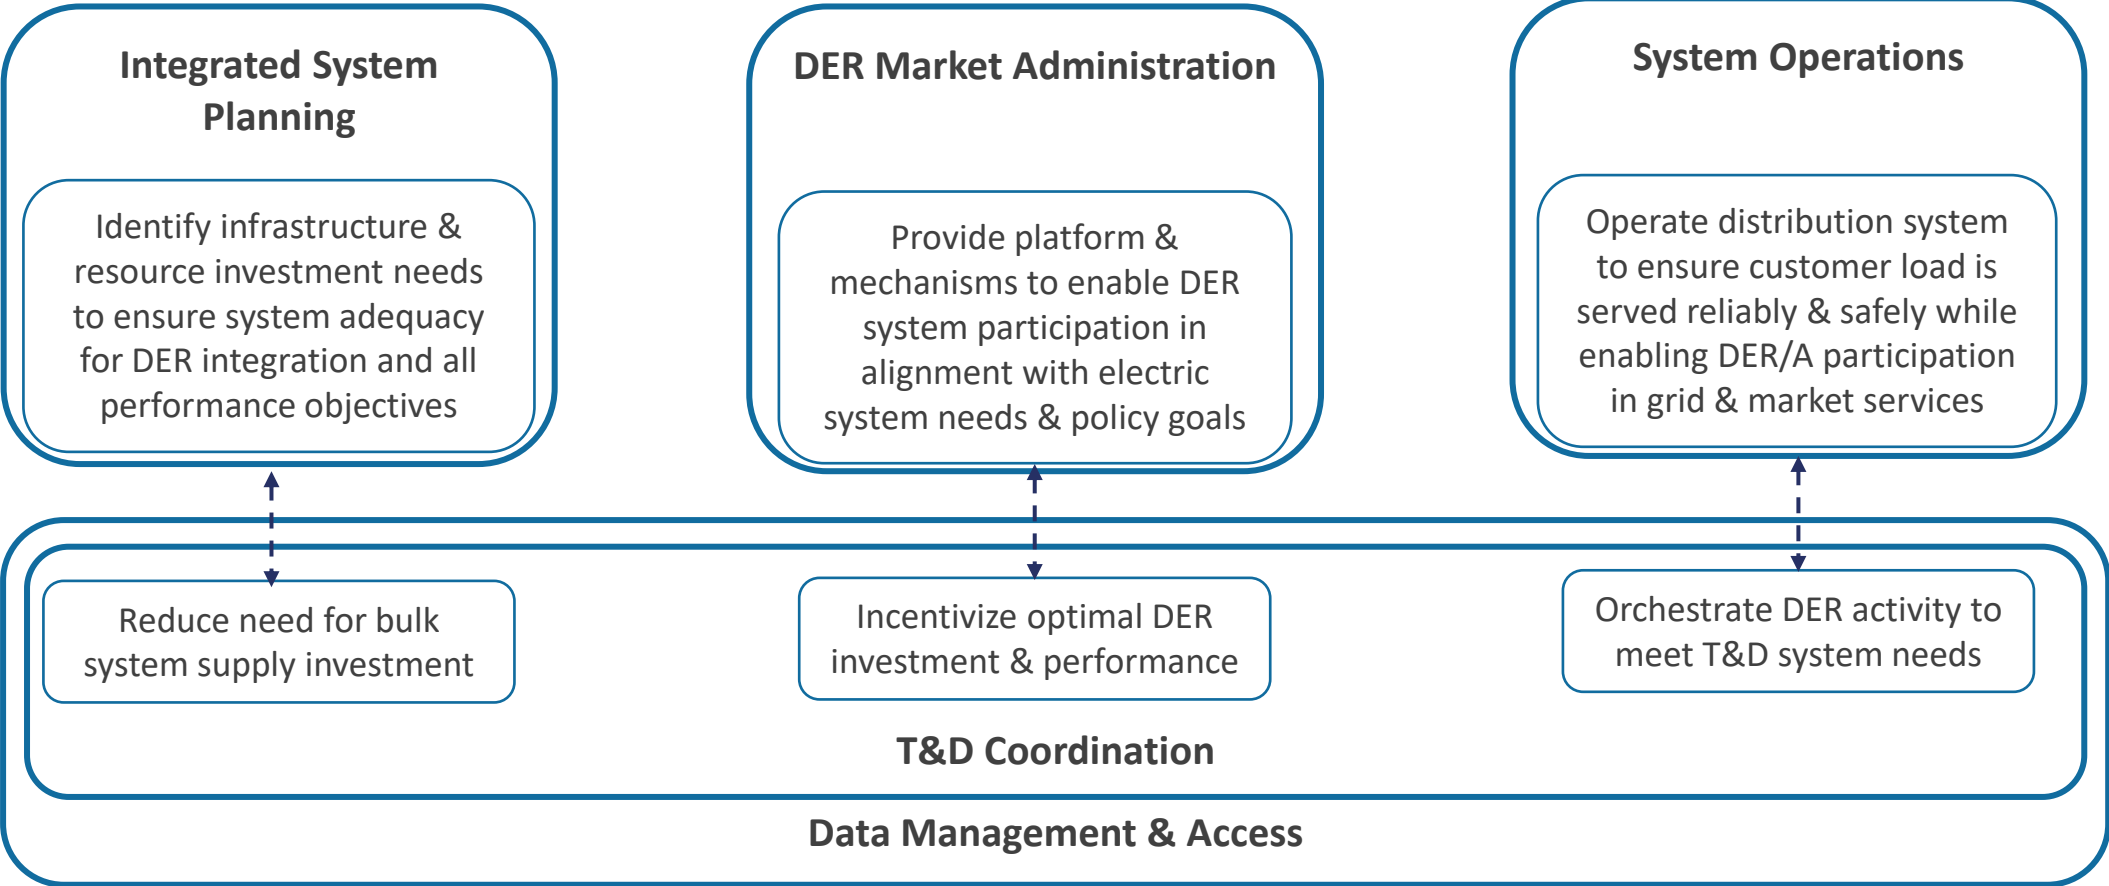 Integrated System
Planning
Identify infrastructure &
resource investment needs
to ensure system adequacy
for DER integration and all
performance objectives
DER Market Administration
Provide platform &
mechanisms to enable DER
system participation in
alignment with electric
system needs & policy goals
System Operations
Operate distribution system
to ensure customer load is
served reliably & safely while
enabling DER/A participation
in grid & market services
Reduce need for bulk
system supply investment
Incentivize optimal DER
investment & performance
Orchestrate DER activity to
meet T&D system needs
T&D Coordination
Data Management & Access